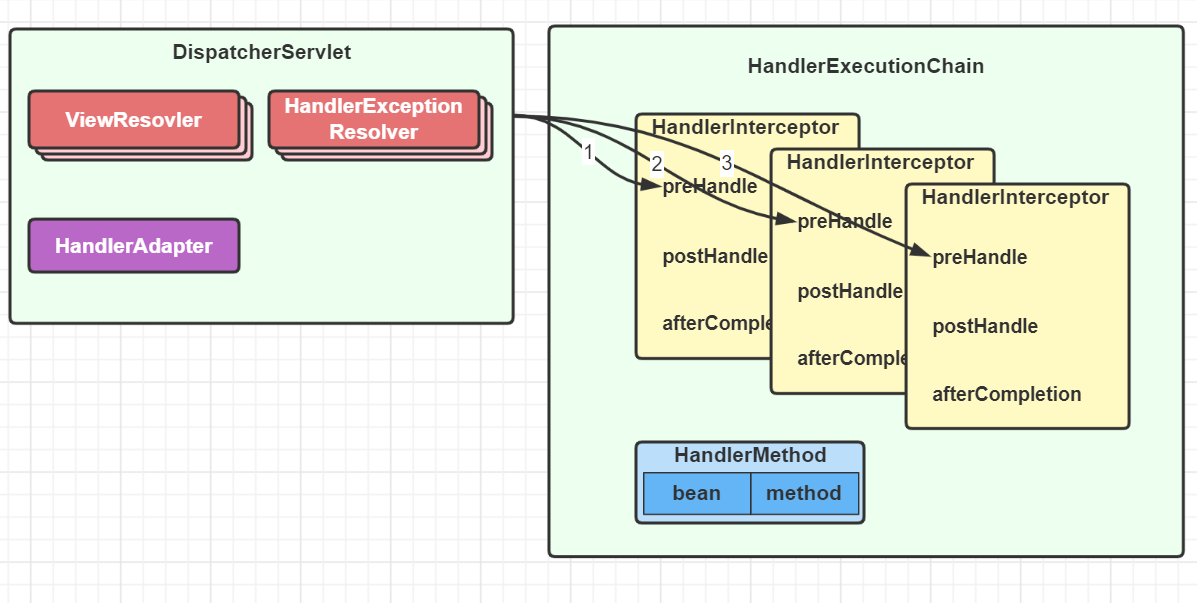 DispatcherServlet
ViewResovler
HandlerException
Resolver
HandlerAdapter
HandlerExecutionChain
1
2
3
HandlerInterceptor
preHandle
postHandle
afterComple
HandlerInterceptor
preHandle
postHandle
afterComple
HandlerInterceptor
preHandle
postHandle
afterCompletion
HandlerMethod
bean
method